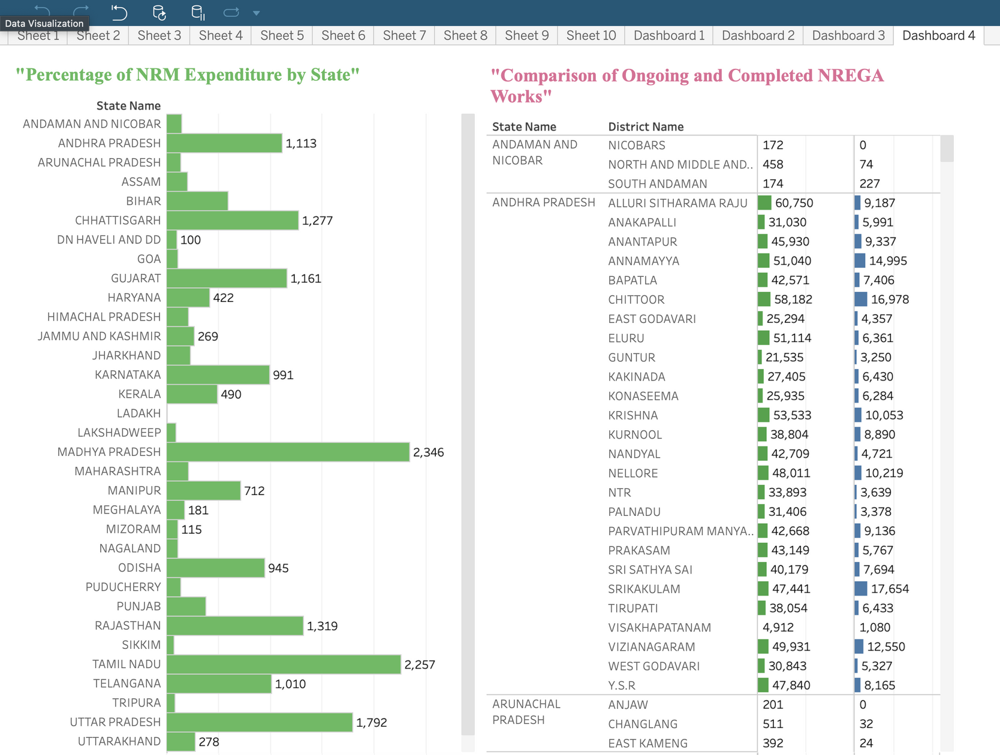 Data Visualization
Sheet 1 Sheet 2 Sheet 3 Sheet 4 Sheet 5 Sheet 6 Sheet 7 Sheet 8 Sheet 9 Sheet 10 Dashboard 1 Dashboard 2 Dashboard 3 Dashboard 4
"Percentage of NRM Expenditure by State"
State Name
ANDAMAN AND NICOBAR
ANDHRA PRADESH 1,113
ARUNACHAL PRADESH
ASSAM
BIHAR
CHHATTISGARH 1,277
DN HAVELI AND DD 100
GOA
GUJARAT 1,161
HARYANA 422
HIMACHAL PRADESH
JAMMU AND KASHMIR 269
JHARKHAND
KARNATAKA 991
KERALA 490
LADAKH
LAKSHADWEEP
MADHYA PRADESH 2,346
MAHARASHTRA
MANIPUR 712
MEGHALAYA 181
MIZORAM 115
NAGALAND
ODISHA 945
PUDUCHERRY
PUNJAB
RAJASTHAN 1,319
SIKKIM
TAMIL NADU 2,257
TELANGANA 1,010
TRIPURA
UTTAR PRADESH 1,792
UTTARAKHAND 278
"Comparison of Ongoing and Completed NREGA
Works"
State Name District Name
ANDAMAN AND NICOBARS 172 0
NICOBAR NORTH AND MIDDLE AND.. 458 74
SOUTH ANDAMAN 174 227
ANDHRA PRADESH ALLURI SITHARAMA RAJU 60,750 9,187
ANAKAPALLI 31,030 5,991
ANANTAPUR 45,930 9,337
ANNAMAYYA 51,040 14,995
BAPATLA 42,571 7,406
CHITTOOR 58,182 16,978
EAST GODAVARI 25,294 4,357
ELURU 51,114 6,361
GUNTUR 21,535 3,250
KAKINADA 27,405 6,430
KONASEEMA 25,935 6,284
KRISHNA 53,533 10,053
KURNOOL 38,804 8,890
NANDYAL 42,709 4,721
NELLORE 48,011 10,219
NTR 33,893 3,639
PALNADU 31,406 3,378
PARVATHIPURAM MANYA.. 42,668 9,136
PRAKASAM 43,149 5,767
SRI SATHYA SAI 40,179 7,694
SRIKAKULAM 47,441 17,654
TIRUPATI 38,054 6,433
VISAKHAPATANAM 4,912 1,080
VIZIANAGARAM 49,931 12,550
WEST GODAVARI 30,843 5,327
Y.S.R 47,840 8,165
ARUNACHAL ANJAW 201 0
PRADESH CHANGLANG 511 32
EAST KAMENG 392 24